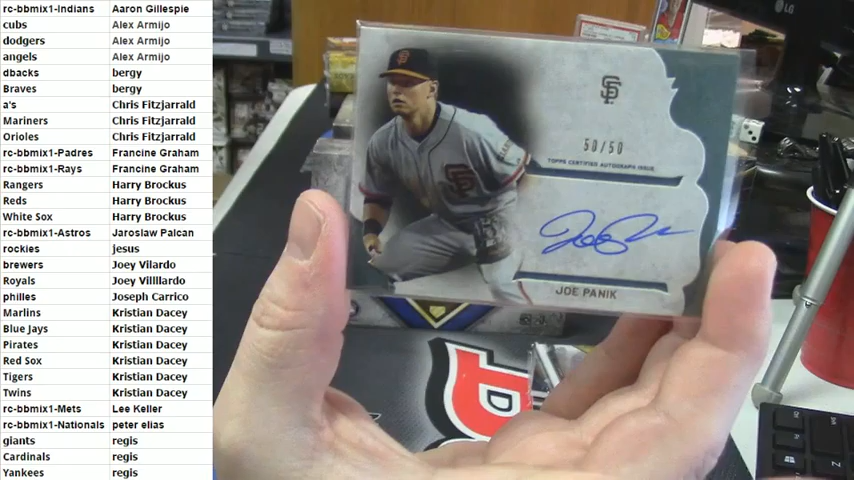 rc-bbmix1-Indians Aaron Gillespie
cubs Alex Armijo
dodgers Alex Armijo
angels Alex Armijo
dbacks bergy
Braves bergy
a's Chris Fitzjarrald
Mariners Chris Fitzjarrald
Orioles Chris Fitzjarrald
rc-bbmix1-Padres Francine Graham
rc-bbmix1-Rays Francine Graham
Rangers Harry Brockus
Reds Harry Brockus
White Sox Harry Brockus
rc-bbmix1-Astros Jaroslaw Palcan
rockies jesus
brewers Joey Vilardo
Royals Joey Villllardo
philles Joseph Carrico
Marlins Kristian Dacey
Blue Jays Kristian Dacey
Pirates Kristian Dacey
Red Sox Kristian Dacey
Tigers Kristian Dacey
Twins Kristian Dacey
rc-bbmix1-Mets Lee Keller
rc-bbmix1-Nationals peter elias
giants regis
Cardinals regis
Yankees regis
LG
SF
50/50
TOPPS CERTIFIED AUTOGRAPH ISSUE
JOE PANIK